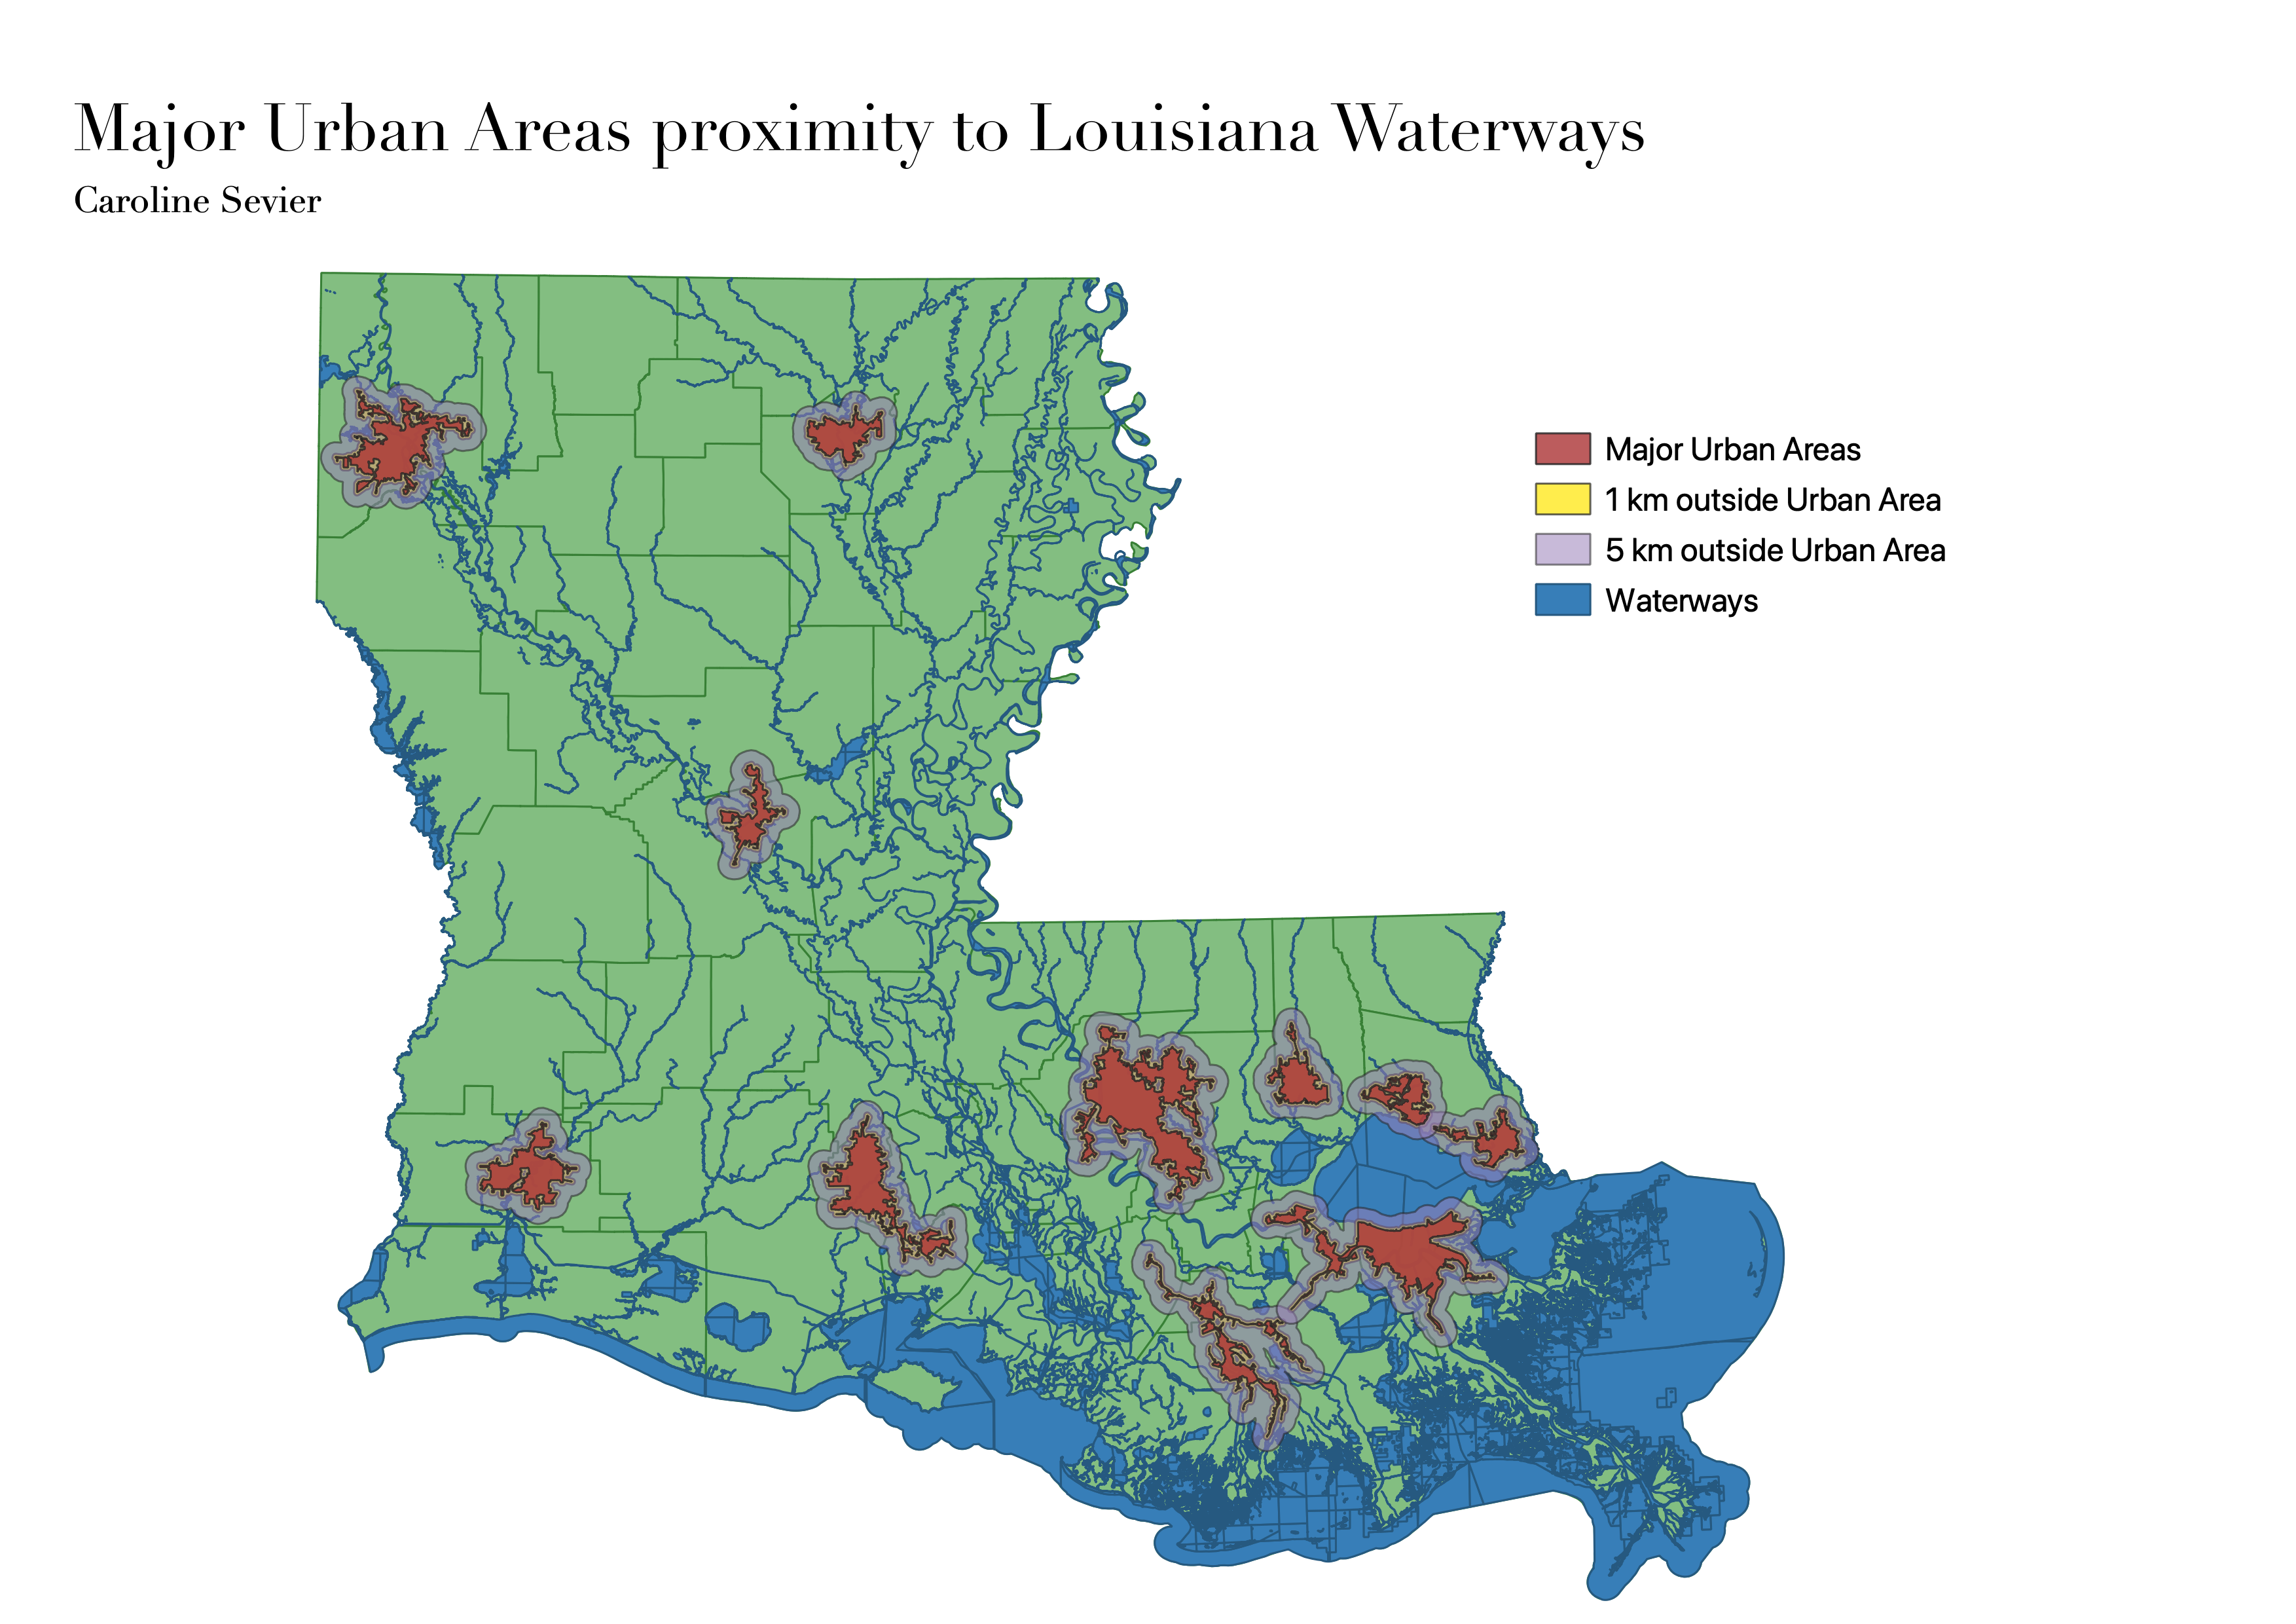 Major Urban Areas proximity to Louisiana Waterways
Caroline Sevier
Major Urban Areas
1 km outside Urban Area
5 km outside Urban Area
Waterways